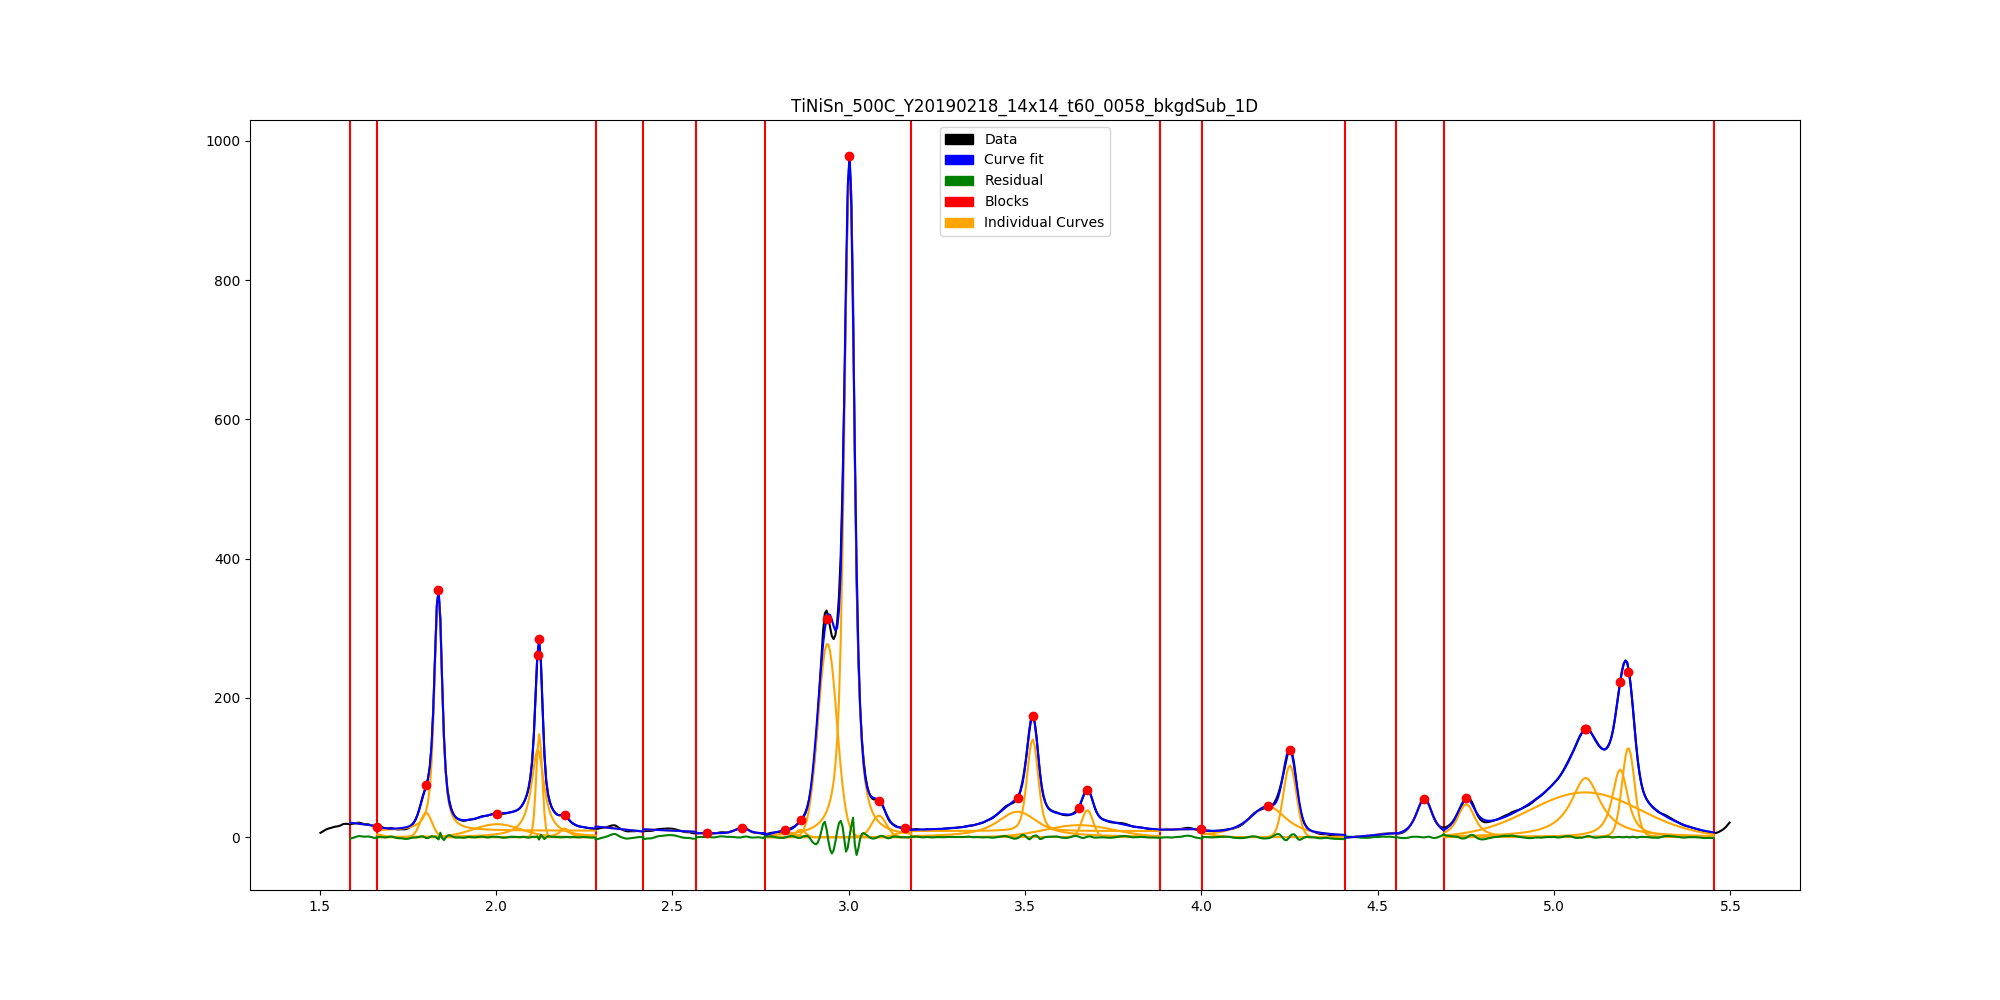 TiNiSn_500C_Y20190218_14x14_t60_0058_bkgdSub_1D
1000
800
600
400
200
0
Data
Curve fit
Residual
Blocks
Individual Curves
1.5 2.0 2.5 3.0 3.5 4.0 4.5 5.0 5.5